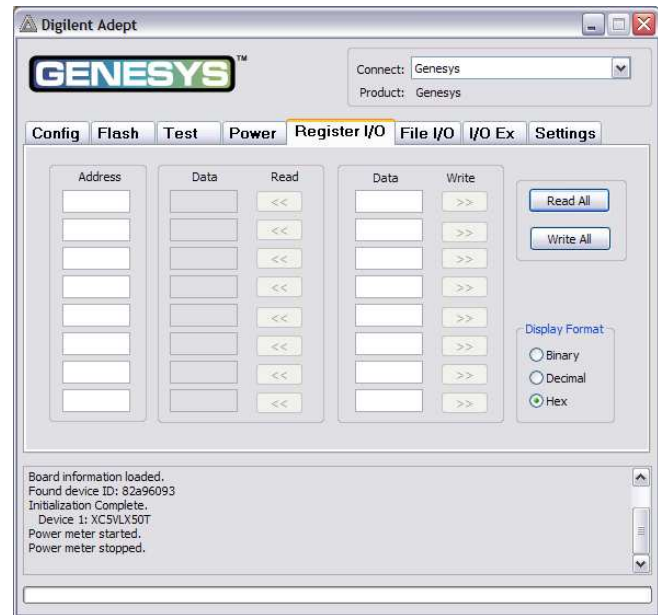 Digilent Adept
GENESYS™
Connect: Genesys
Product: Genesys
Config Flash Test Power Register I/O File I/O I/O Ex Settings
Address Data Read Data Write
<< >> Read All
<< >> Write All
<< >>
<< >>
<< >>
<< >>
<< >>
<< >>
Display Format
Binary
Decimal
Hex
Board information loaded.
Found device ID: 82a96093
Initialization Complete.
Device 1: XC5VLX50T
Power meter started.
Power meter stopped.